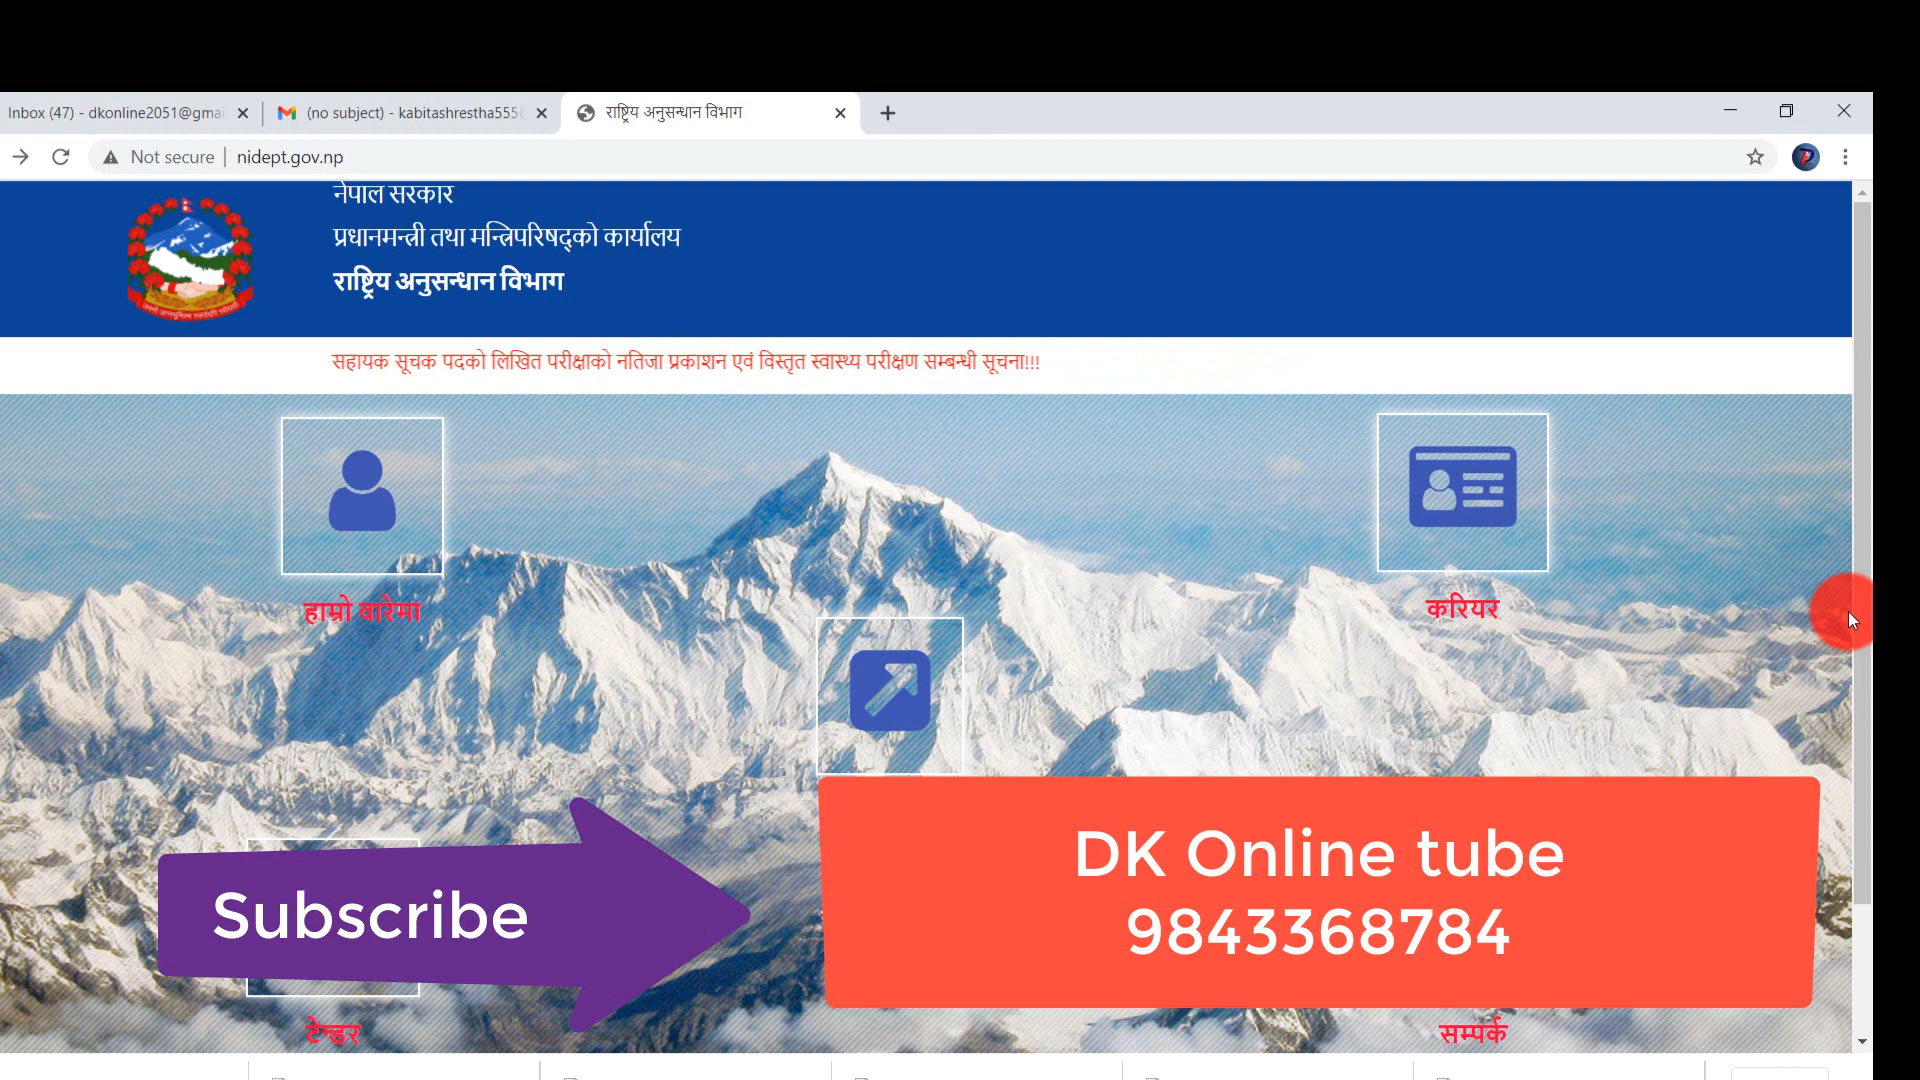 Inbox (47) - dkonline2051@gmai
(no subject) - kabitashrestha555
राष्ट्रिय अनुसन्धान विभाग
Not secure
nidept.gov.np
नेपाल सरकार
प्रधानमन्त्री तथा मन्त्रिपरिषद्को कार्यालय
राष्ट्रिय अनुसन्धान विभाग
सहायक सूचक पदको लिखित परीक्षाको नतिजा प्रकाशन एवं विस्तृत स्वास्थ्य परीक्षण सम्बन्धी सूचना!!!
हाम्रो बारेमा
करियर
Subscribe
DK Online tube
9843368784
टेन्डर
सम्पर्क